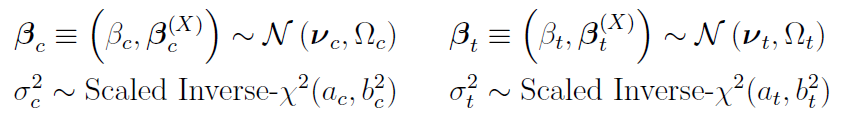 𝜷_c ≡ (β_c, 𝜷_c^{(X)}) ∼ 𝒩 (𝝂_c, Ω_c) 𝜷_t ≡ (β_t, 𝜷_t^{(X)}) ∼ 𝒩 (𝝂_t, Ω_t)
σ_c^2 ∼ Scaled Inverse-χ^2(a_c, b_c^2) σ_t^2 ∼ Scaled Inverse-χ^2(a_t, b_t^2)